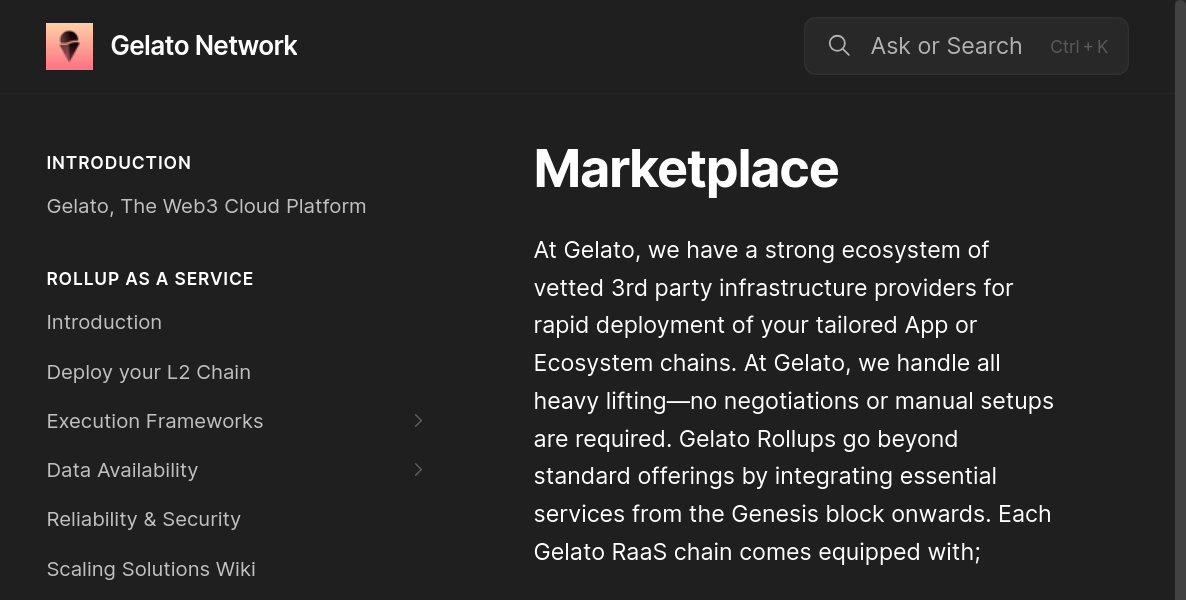 Gelato Network
Ask or Search
Ctrl + K
INTRODUCTION
Gelato, The Web3 Cloud Platform
ROLLUP AS A SERVICE
Introduction
Deploy your L2 Chain
Execution Frameworks
Data Availability
Reliability & Security
Scaling Solutions Wiki
Marketplace
At Gelato, we have a strong ecosystem of
vetted 3rd party infrastructure providers for
rapid deployment of your tailored App or
Ecosystem chains. At Gelato, we handle all
heavy lifting—no negotiations or manual setups
are required. Gelato Rollups go beyond
standard offerings by integrating essential
services from the Genesis block onwards. Each
Gelato RaaS chain comes equipped with;